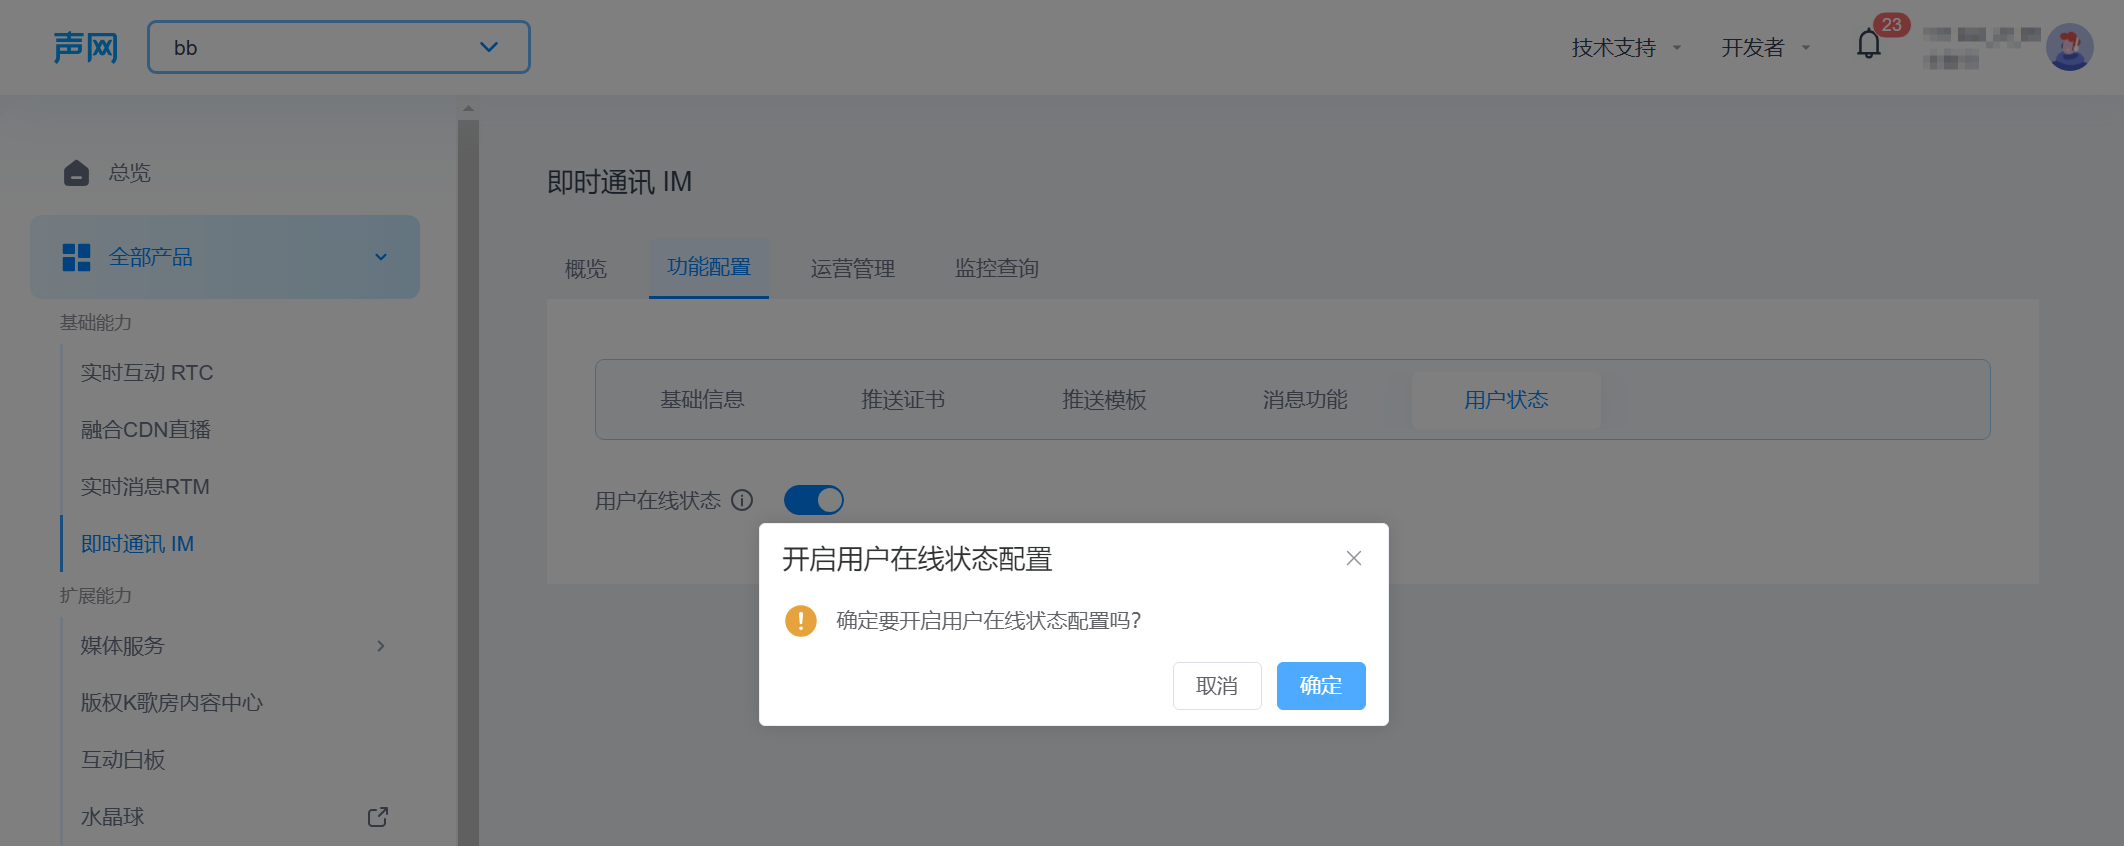 声网
bb
技术支持
开发者
23
总览
全部产品
基础能力
实时互动 RTC
融合CDN直播
实时消息RTM
即时通讯 IM
扩展能力
媒体服务
版权K歌房内容中心
互动白板
水晶球
即时通讯 IM
概览 功能配置 运营管理 监控查询
基础信息 推送证书 推送模板 消息功能 用户状态
用户在线状态
开启用户在线状态配置
确定要开启用户在线状态配置吗?
取消 确定